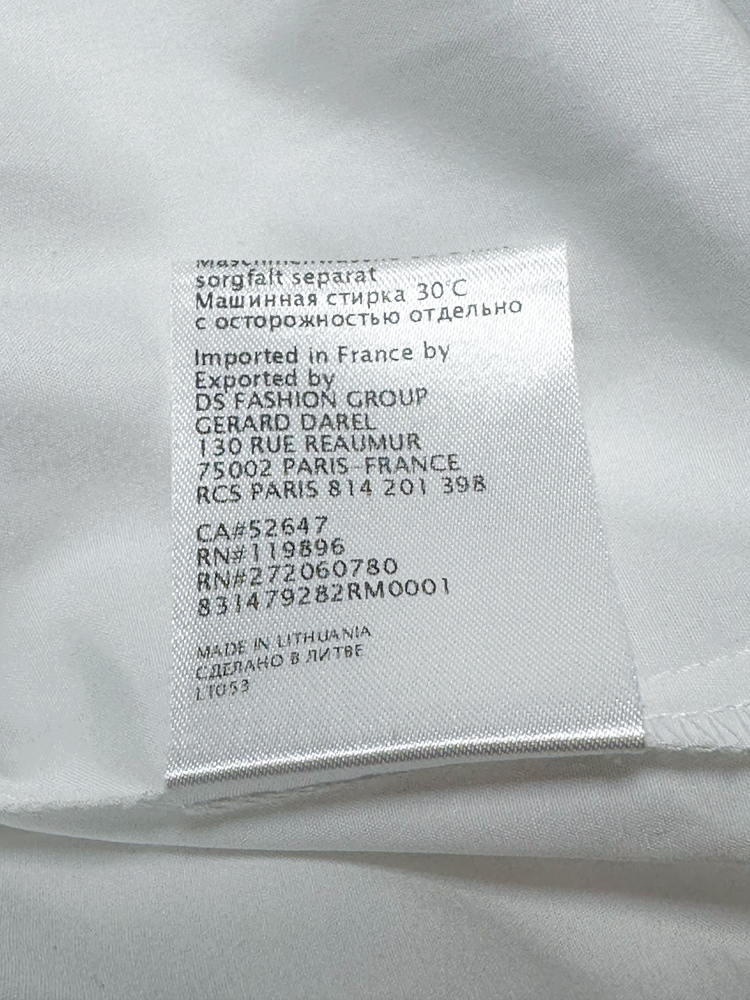 sorgfalt separat
Машинная стирка 30°C
с осторожностью отдельно
Imported in France by
Exported by
DS FASHION GROUP
GERARD DAREL
130 RUE REAUMUR
75002 PARIS-FRANCE
RCS PARIS 814 201 398
CA#52647
RN#119896
RN#272060780
831479282RM0001
MADE IN LITHUANIA
СДЕЛАНО В ЛИТВЕ
LT053